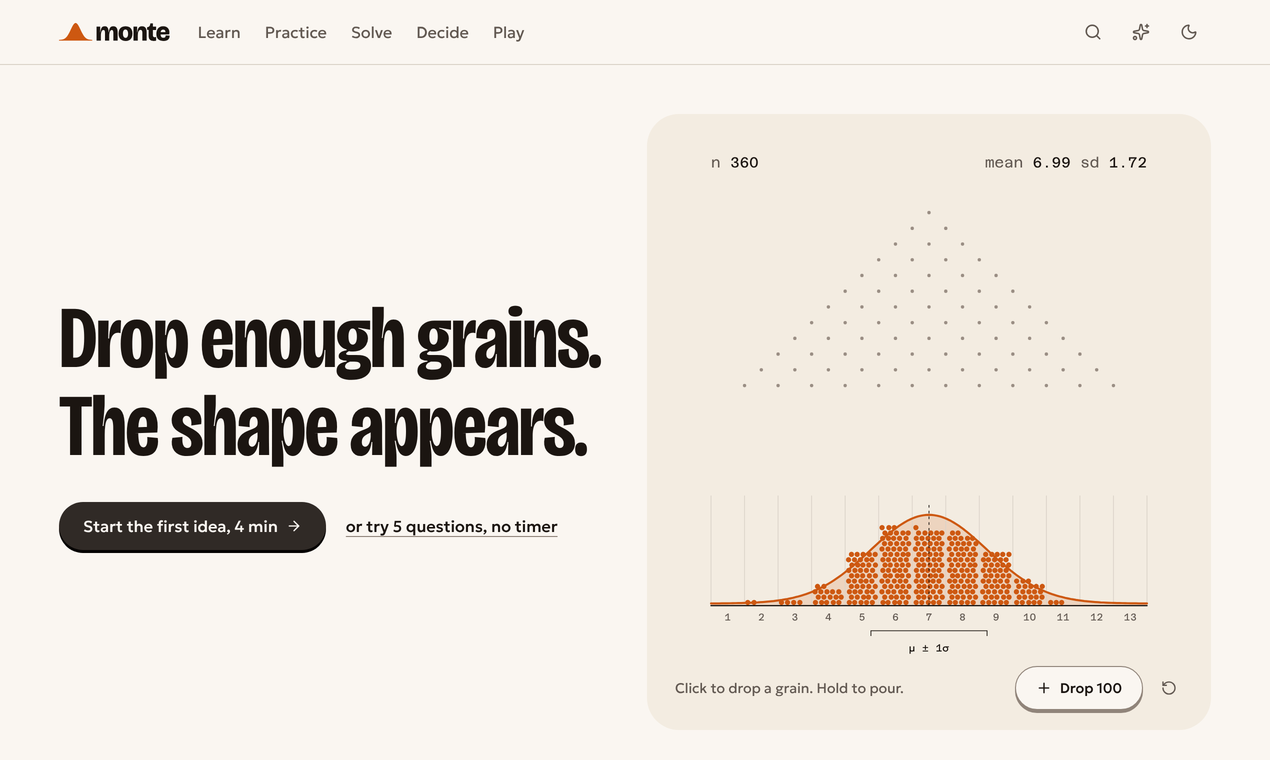 monte Learn Practice Solve Decide Play
Drop enough grains.
The shape appears.
Start the first idea, 4 min →
or try 5 questions, no timer
n 360
mean 6.99 sd 1.72
1 2 3 4 5 6 7 8 9 10 11 12 13
μ ± 1σ
Click to drop a grain. Hold to pour.
+ Drop 100